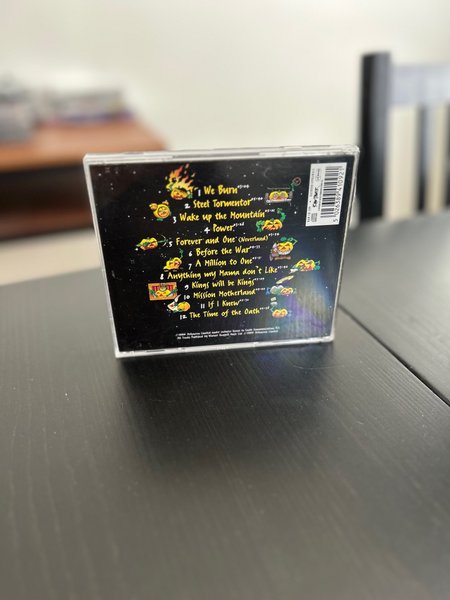 1 We Burn
2 Steel Tormentor
3 Wake up the Mountain
4 Power
5 Forever and One (Neverland)
6 Before the War
7 A Million to One
8 Anything my Mama don't Like
9 Kings will be Kings
10 Mission Motherland
11 If I Knew
12 The Time of the Oath